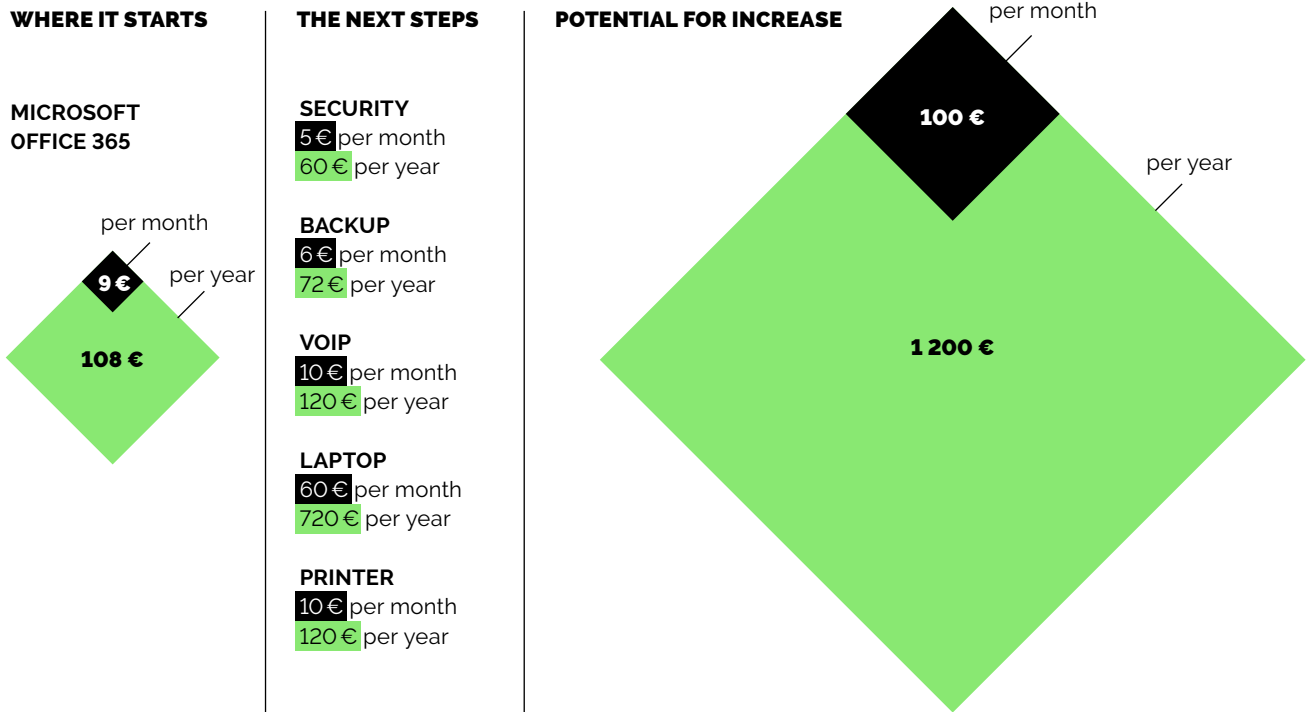 WHERE IT STARTS
MICROSOFT
OFFICE 365
per month
9 €
per year
108 €
THE NEXT STEPS
SECURITY
5 € per month
60 € per year
BACKUP
6 € per month
72 € per year
VOIP
10 € per month
120 € per year
LAPTOP
60 € per month
720 € per year
PRINTER
10 € per month
120 € per year
POTENTIAL FOR INCREASE
per month
100 €
per year
1 200 €